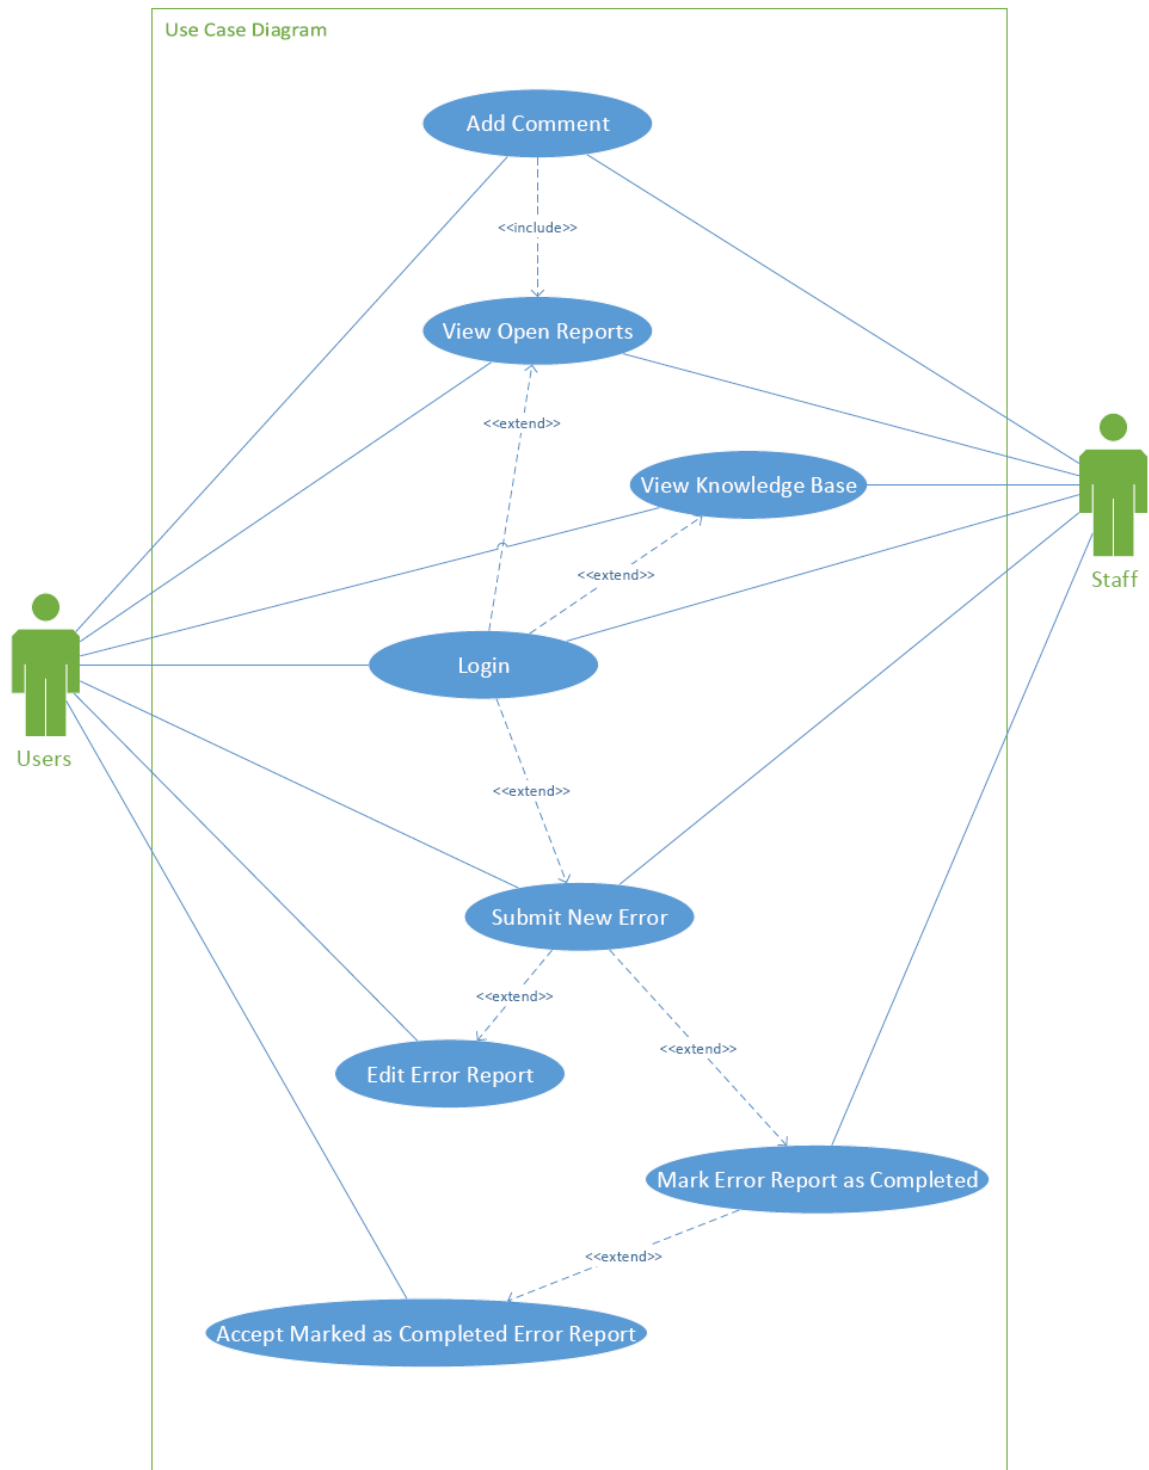 Use Case Diagram
Add Comment
<<include>>
View Open Reports
<<extend>>
View Knowledge Base
<<extend>>
Staff
Login
Users
<<extend>>
Submit New Error
<<extend>>
<<extend>>
Edit Error Report
Mark Error Report as Completed
<<extend>>
Accept Marked as Completed Error Report